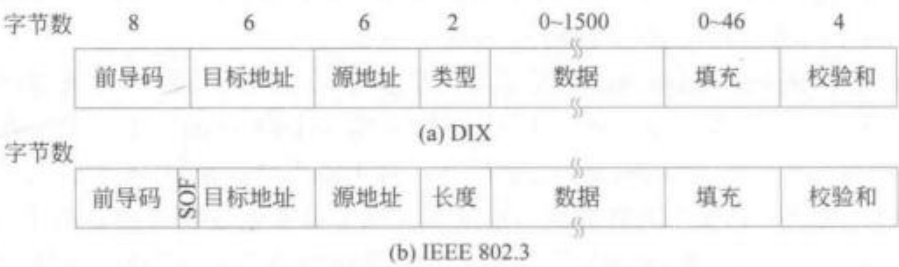 字节数 8 6 6 2 0~1500 0~46 4
前导码 目标地址 源地址 类型 数据 填充 校验和
(a) DIX
字节数
前导码 SOF 目标地址 源地址 长度 数据 填充 校验和
(b) IEEE 802.3